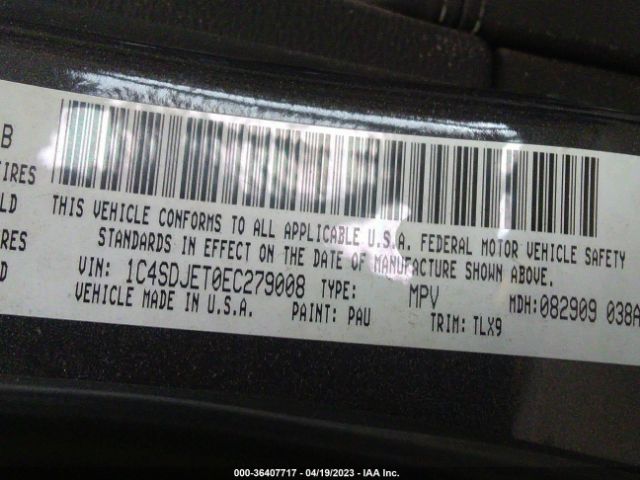 B
TIRES
LD
IRES
D
THIS VEHICLE CONFORMS TO ALL APPLICABLE U.S.A. FEDERAL MOTOR VEHICLE SAFETY
STANDARDS IN EFFECT ON THE DATE OF MANUFACTURE SHOWN ABOVE.
VIN: 1C4SDJET0EC279008 TYPE: MPV MDH:082909 038A
VEHICLE MADE IN U.S.A. PAINT: PAU TRIM: TLX9
000-36407717 - 04/19/2023 - IAA Inc.